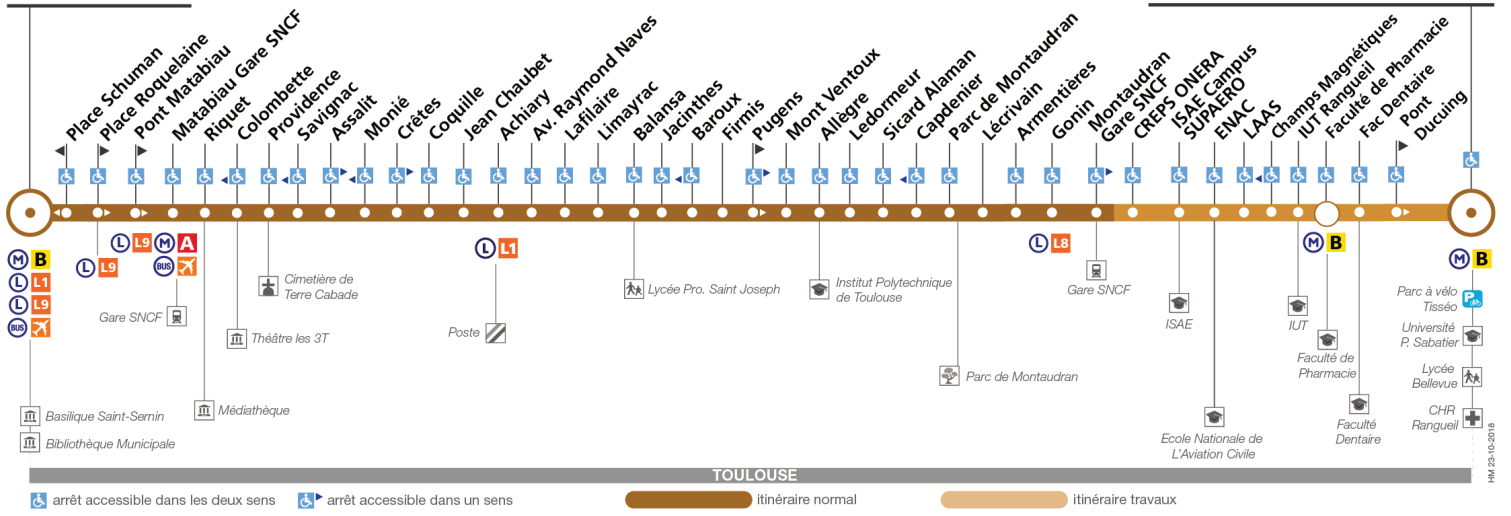 Place Schuman
Place Roquelaine
Pont Matabiau
Matabiau Gare SNCF
Riquet
Colombette
Providence
Savignac
Assalit
Monié
Crêtes
Coquille
Jean Chaubet
Achiary
Av. Raymond Naves
Lafilaire
Limayrac
Balansa
Jacinthes
Baroux
Firmis
Pugens
Mont Ventoux
Allègre
Ledormeur
Sicard Alaman
Capdenier
Parc de Montaudran
Lécrivain
Armentières
Gonin
Montaudran
Gare SNCF
CREPS ONERA
ISAE Campus
SUPAERO
ENAC
LAAS
Champs Magnétiques
IUT Rangueil
Faculté de Pharmacie
Fac Dentaire
Pont
Ducuing
M B
L L1
L L9
BUS
L L9
L L9
M A
BUS
L L1
L L8
M B
M B
Gare SNCF
Cimetière de
Terre Cabade
Théâtre les 3T
Médiathèque
Basilique Saint-Sernin
Bibliothèque Municipale
Poste
Lycée Pro. Saint Joseph
Institut Polytechnique
de Toulouse
Parc de Montaudran
Gare SNCF
ISAE
Ecole Nationale de
L'Aviation Civile
IUT
Faculté de
Pharmacie
Faculté
Dentaire
Parc à vélo
Tisséo
P
Université
P. Sabatier
Lycée
Bellevue
CHR
Rangueil
HM 23-10-2018
TOULOUSE
arrêt accessible dans les deux sens
arrêt accessible dans un sens
itinéraire normal
itinéraire travaux